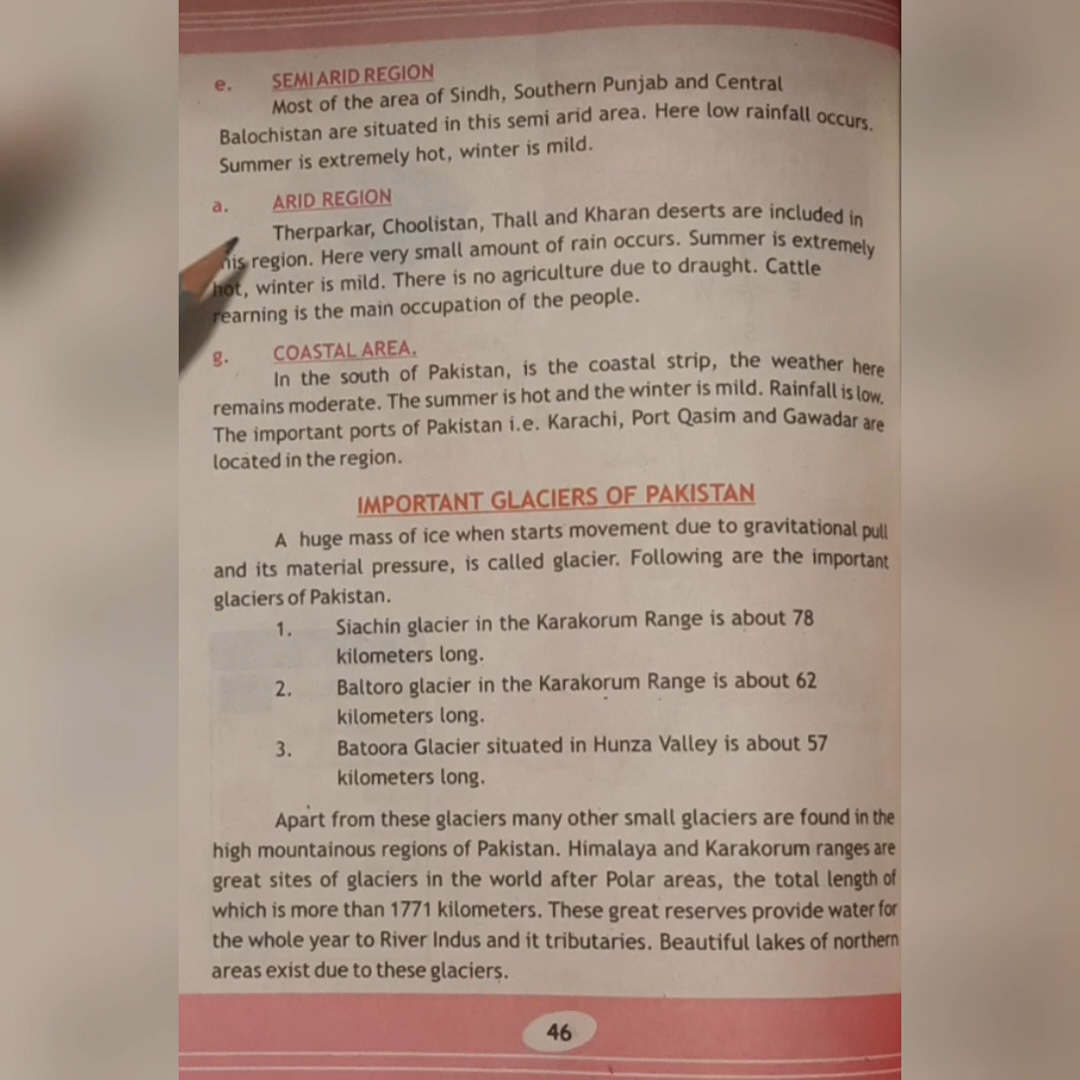 e. SEMI ARID REGION
Most of the area of Sindh, Southern Punjab and Central
Balochistan are situated in this semi arid area. Here low rainfall occurs.
Summer is extremely hot, winter is mild.
a. ARID REGION
Therparkar, Choolistan, Thall and Kharan deserts are included in
his region. Here very small amount of rain occurs. Summer is extremely
hot, winter is mild. There is no agriculture due to draught. Cattle
rearning is the main occupation of the people.
g. COASTAL AREA.
In the south of Pakistan, is the coastal strip, the weather here
remains moderate. The summer is hot and the winter is mild. Rainfall is low.
The important ports of Pakistan i.e. Karachi, Port Qasim and Gawadar are
located in the region.
IMPORTANT GLACIERS OF PAKISTAN
A huge mass of ice when starts movement due to gravitational pull
and its material pressure, is called glacier. Following are the important
glaciers of Pakistan.
1. Siachin glacier in the Karakorum Range is about 78
kilometers long.
2. Baltoro glacier in the Karakorum Range is about 62
kilometers long.
3. Batoora Glacier situated in Hunza Valley is about 57
kilometers long.
Apart from these glaciers many other small glaciers are found in the
high mountainous regions of Pakistan. Himalaya and Karakorum ranges are
great sites of glaciers in the world after Polar areas, the total length of
which is more than 1771 kilometers. These great reserves provide water for
the whole year to River Indus and it tributaries. Beautiful lakes of northern
areas exist due to these glaciers.
46